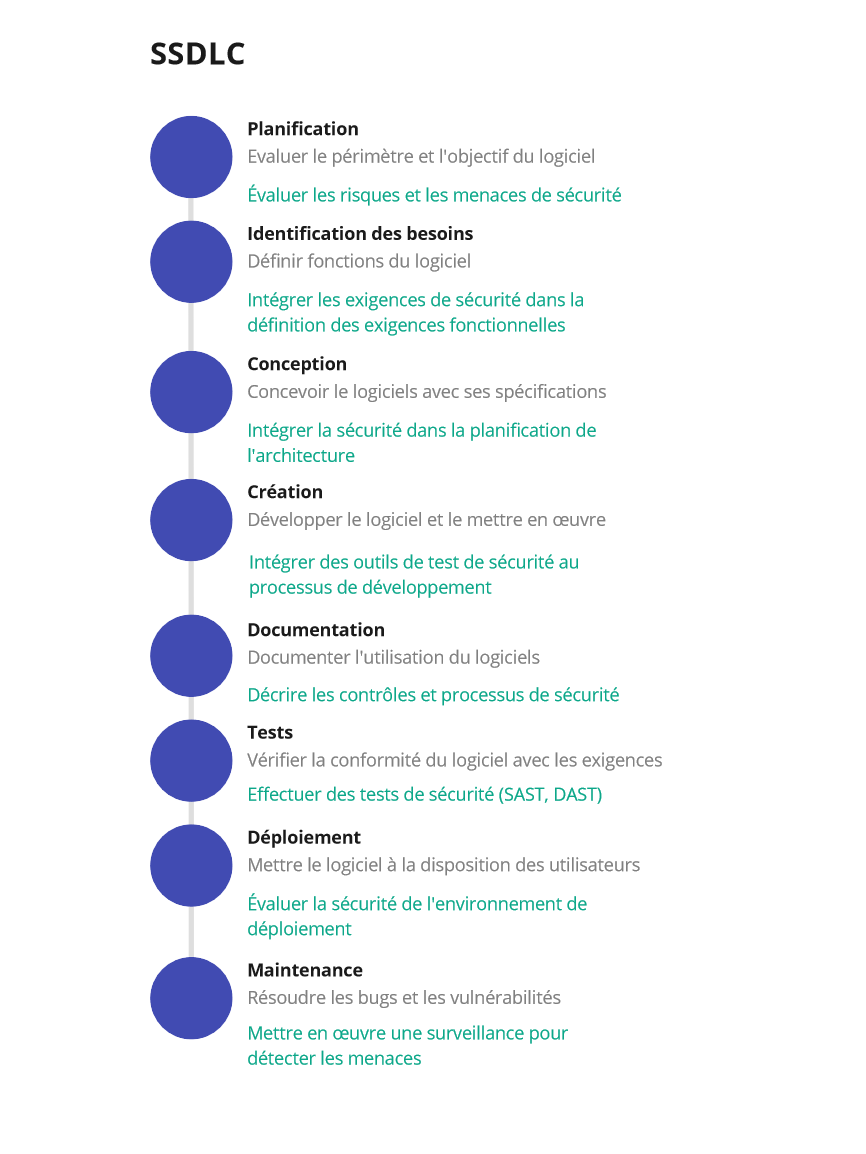 SSDLC
Planification
Evaluer le périmètre et l'objectif du logiciel
Évaluer les risques et les menaces de sécurité
Identification des besoins
Définir fonctions du logiciel
Intégrer les exigences de sécurité dans la
définition des exigences fonctionnelles
Conception
Concevoir le logiciels avec ses spécifications
Intégrer la sécurité dans la planification de
l'architecture
Création
Développer le logiciel et le mettre en œuvre
Intégrer des outils de test de sécurité au
processus de développement
Documentation
Documenter l'utilisation du logiciels
Décrire les contrôles et processus de sécurité
Tests
Vérifier la conformité du logiciel avec les exigences
Effectuer des tests de sécurité (SAST, DAST)
Déploiement
Mettre le logiciel à la disposition des utilisateurs
Évaluer la sécurité de l'environnement de
déploiement
Maintenance
Résoudre les bugs et les vulnérabilités
Mettre en œuvre une surveillance pour
détecter les menaces